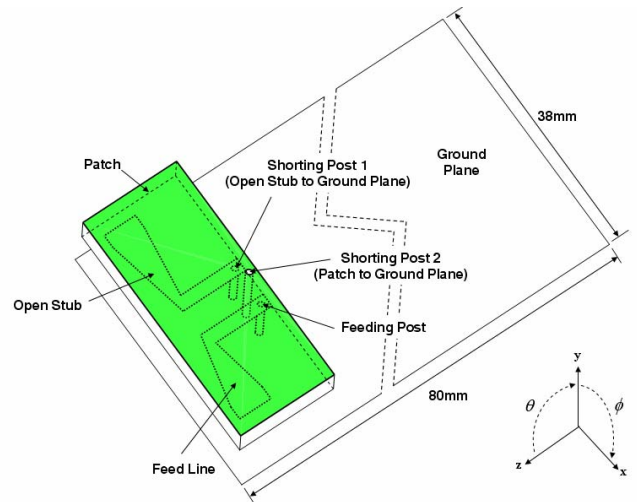 38mm
Ground
Plane
Patch
Shorting Post 1
(Open Stub to Ground Plane)
Shorting Post 2
(Patch to Ground Plane)
Open Stub
Feeding Post
80mm
Feed Line
y
θ
ϕ
z
x